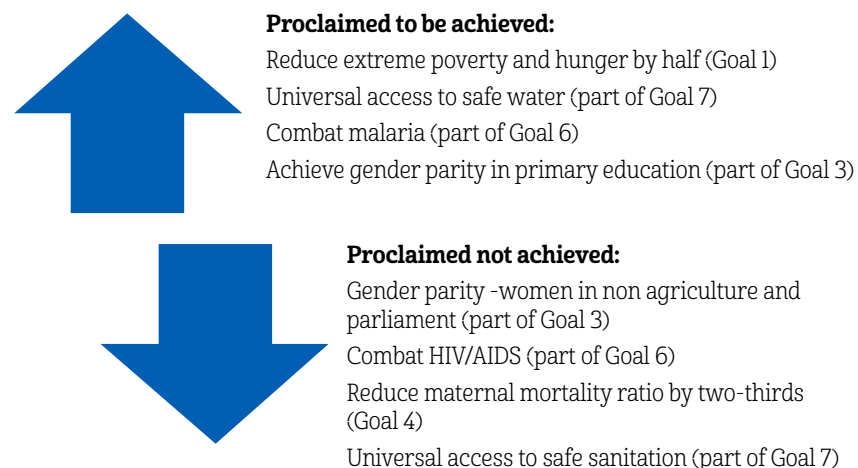 Proclaimed to be achieved:
Reduce extreme poverty and hunger by half (Goal 1)
Universal access to safe water (part of Goal 7)
Combat malaria (part of Goal 6)
Achieve gender parity in primary education (part of Goal 3)
Proclaimed not achieved:
Gender parity -women in non agriculture and
parliament (part of Goal 3)
Combat HIV/AIDS (part of Goal 6)
Reduce maternal mortality ratio by two-thirds
(Goal 4)
Universal access to safe sanitation (part of Goal 7)